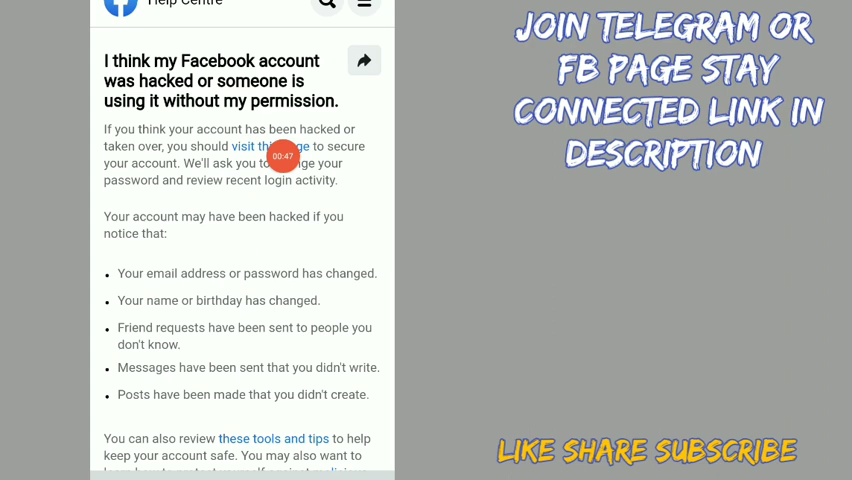 Help Centre
I think my Facebook account
was hacked or someone is
using it without my permission.
If you think your account has been hacked or
taken over, you should visit this page to secure
00:47
your account. We'll ask you to change your
password and review recent login activity.
Your account may have been hacked if you
notice that:
• Your email address or password has changed.
• Your name or birthday has changed.
• Friend requests have been sent to people you
don't know.
• Messages have been sent that you didn't write.
• Posts have been made that you didn't create.
You can also review these tools and tips to help
keep your account safe. You may also want to
JOIN TELEGRAM OR
FB PAGE STAY
CONNECTED LINK IN
DESCRIPTION
LIKE SHARE SUBSCRIBE